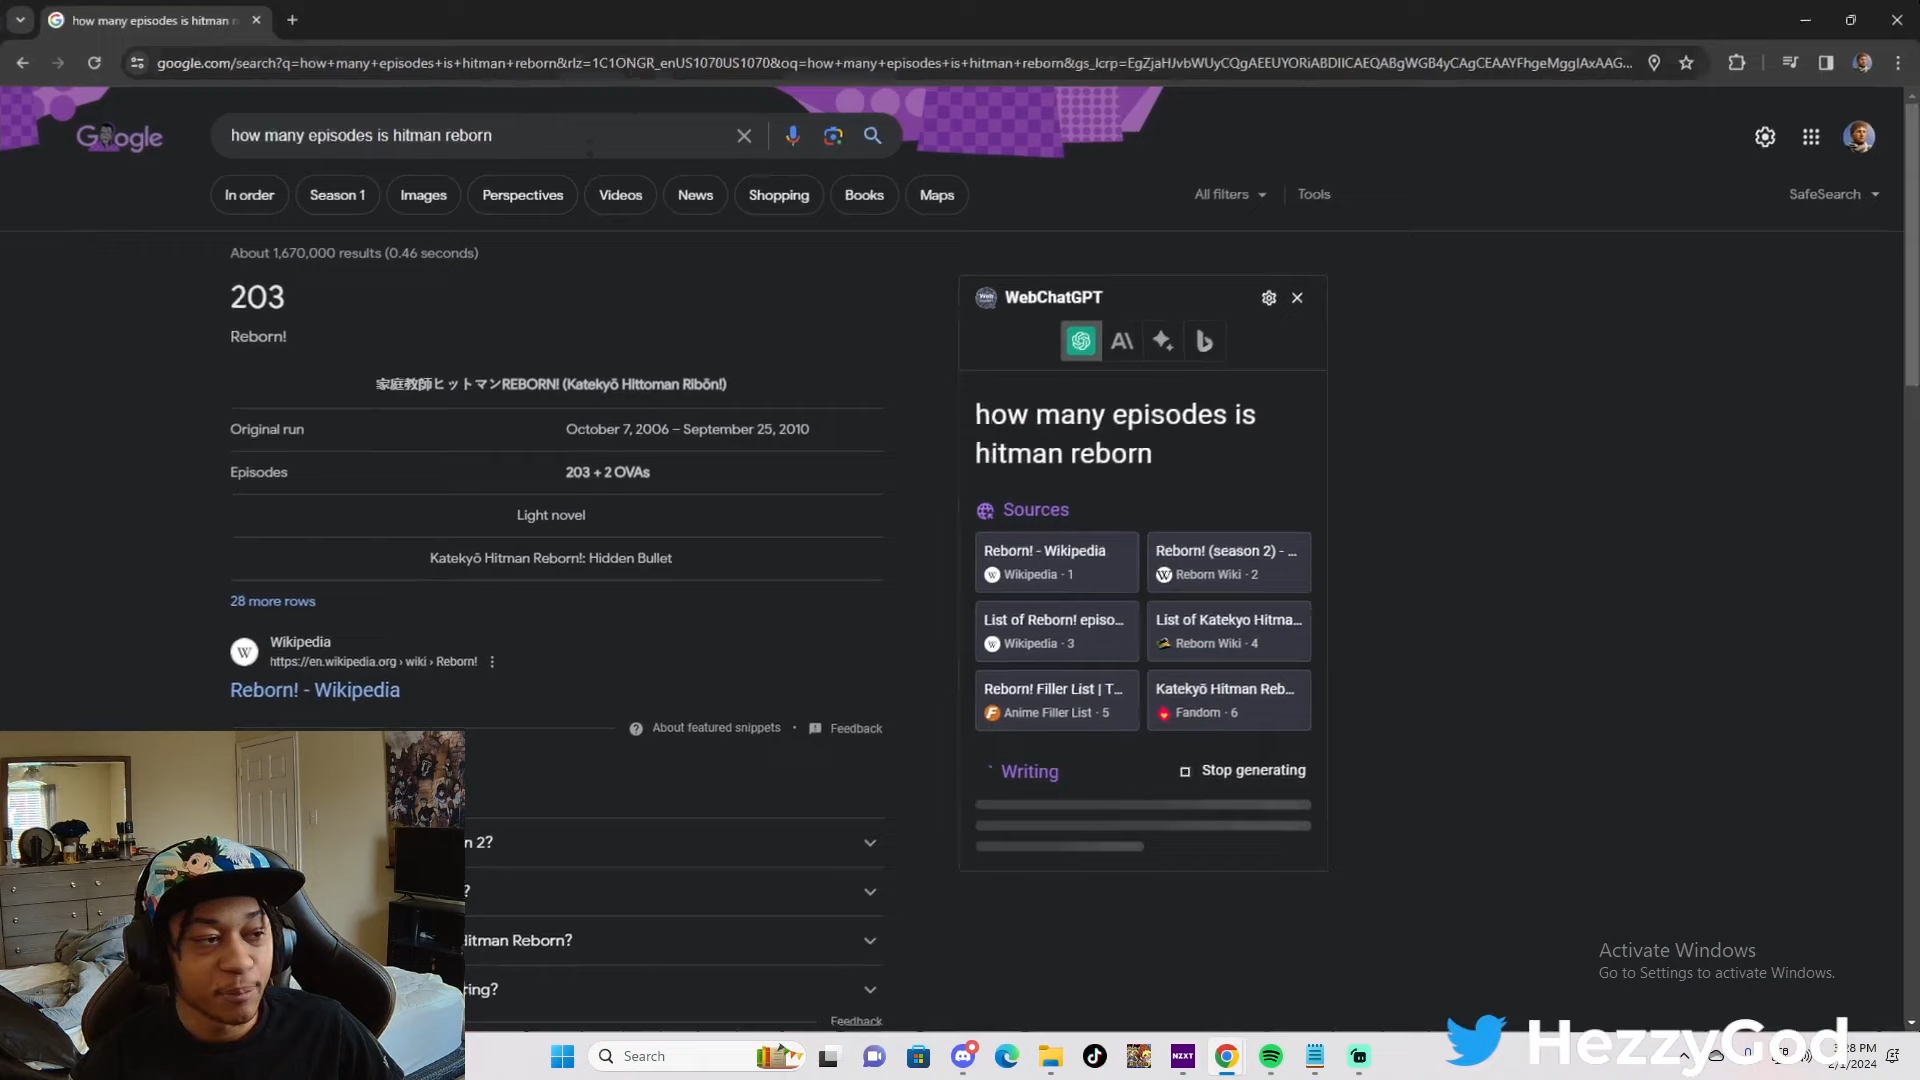 how many episodes is hitman r
google.com/search?q=how+many+episodes+is+hitman+reborn&rlz=1C1ONGR_enUS1070US1070&oq=how+many+episodes+is+hitman+reborn&gs_lcrp=EgZjaHJvbWUyCQgAEEUYORiABDIICAEQABgWGB4yCAgCEAAYFhgeMggIAxAAG...
Google
how many episodes is hitman reborn
In order
Season 1
Images
Perspectives
Videos
News
Shopping
Books
Maps
All filters
Tools
SafeSearch
About 1,670,000 results (0.46 seconds)
203
Reborn!
家庭教師ヒットマンREBORN! (Katekyō Hittoman Ribōn!)
Original run October 7, 2006 – September 25, 2010
Episodes 203 + 2 OVAs
Light novel
Katekyō Hitman Reborn!: Hidden Bullet
28 more rows
Wikipedia
https://en.wikipedia.org › wiki › Reborn!
Reborn! - Wikipedia
About featured snippets • Feedback
n 2?
?
litman Reborn?
ring?
Feedback
WebChatGPT
how many episodes is
hitman reborn
Sources
Reborn! - Wikipedia
Wikipedia · 1
Reborn! (season 2) - ...
Reborn Wiki · 2
List of Reborn! episo...
Wikipedia · 3
List of Katekyo Hitma...
Reborn Wiki · 4
Reborn! Filler List | T...
Anime Filler List · 5
Katekyō Hitman Reb...
Fandom · 6
Writing
Stop generating
Activate Windows
Go to Settings to activate Windows.
Search
NZXT
HezzyGod
:28 PM
2/1/2024